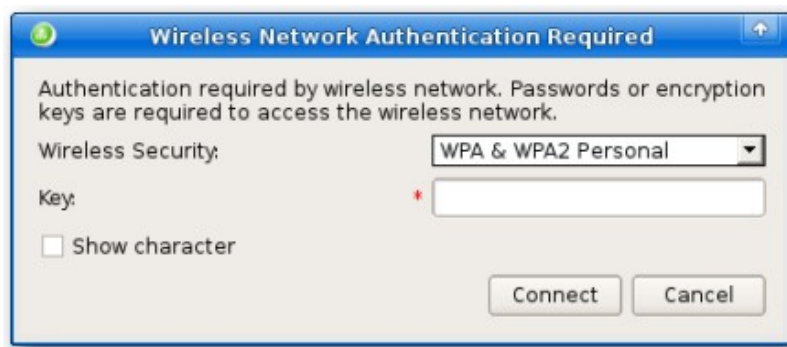 Wireless Network Authentication Required
Authentication required by wireless network. Passwords or encryption
keys are required to access the wireless network.
Wireless Security: WPA & WPA2 Personal
Key: *
Show character
Connect Cancel